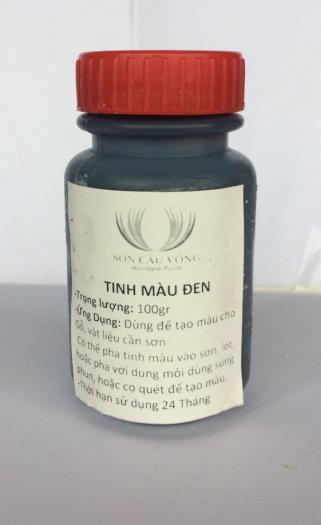 SƠN CẦU VỒNG
Rainbow Paint
TINH MÀU ĐEN
-Trọng lượng: 100gr
-Ứng Dụng: Dùng để tạo màu cho
Gỗ, vật liệu cần sơn
Có thể pha tinh màu vào sơn, lót,
hoặc pha với dung môi dùng súng
phun, hoặc cọ quét để tạo màu.
-Thời hạn sử dụng 24 Tháng